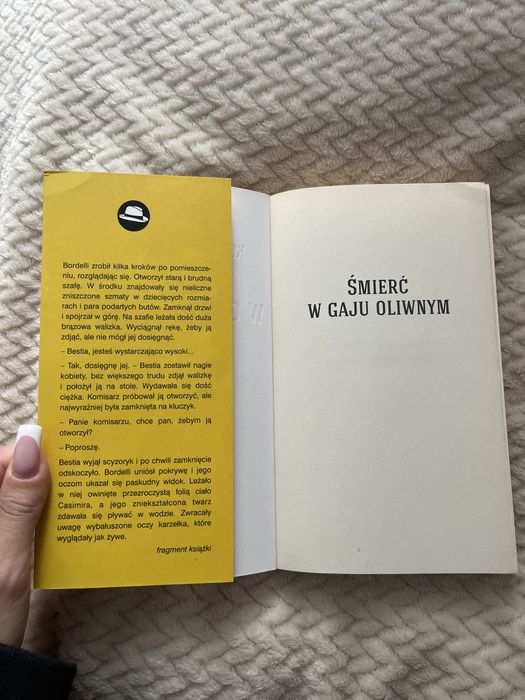 Bordelli zrobił kilka kroków po pomieszcze-
niu, rozglądając się. Otworzył starą i brudną
szafę. W środku znajdowały się nieliczne
zniszczone szmaty w dziecięcych rozmia-
rach i para podartych butów. Zamknął drzwi
i spojrzał w górę. Na szafie leżała dość duża
brązowa walizka. Wyciągnął rękę, żeby ją
zdjąć, ale nie mógł jej dosięgnąć.
– Bestia, jesteś wystarczająco wysoki...
– Tak, dosięgnę jej. – Bestia zostawił nagie
kobiety, bez większego trudu zdjął walizkę
i położył ją na stole. Wydawała się dość
ciężka. Komisarz próbował ją otworzyć, ale
najwyraźniej była zamknięta na kluczyk.
– Panie komisarzu, chce pan, żebym ją
otworzył?
– Poproszę.
Bestia wyjął scyzoryk i po chwili zamknięcie
odskoczyło. Bordelli uniósł pokrywę i jego
oczom ukazał się paskudny widok. Leżało
w niej owinięte przezroczystą folią ciało
Casimira, a jego zniekształcona twarz
zdawała się pływać w wodzie. Zwracały
uwagę wybałuszone oczy karzełka, które
wyglądały jak żywe.
fragment książki
ŚMIERĆ
W GAJU OLIWNYM